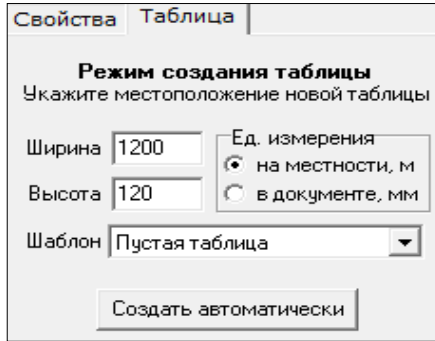 Свойства Таблица
Режим создания таблицы
Укажите местоположение новой таблицы
Ширина 1200
Ед. измерения
на местности, м
Высота 120
в документе, мм
Шаблон Пустая таблица
Создать автоматически